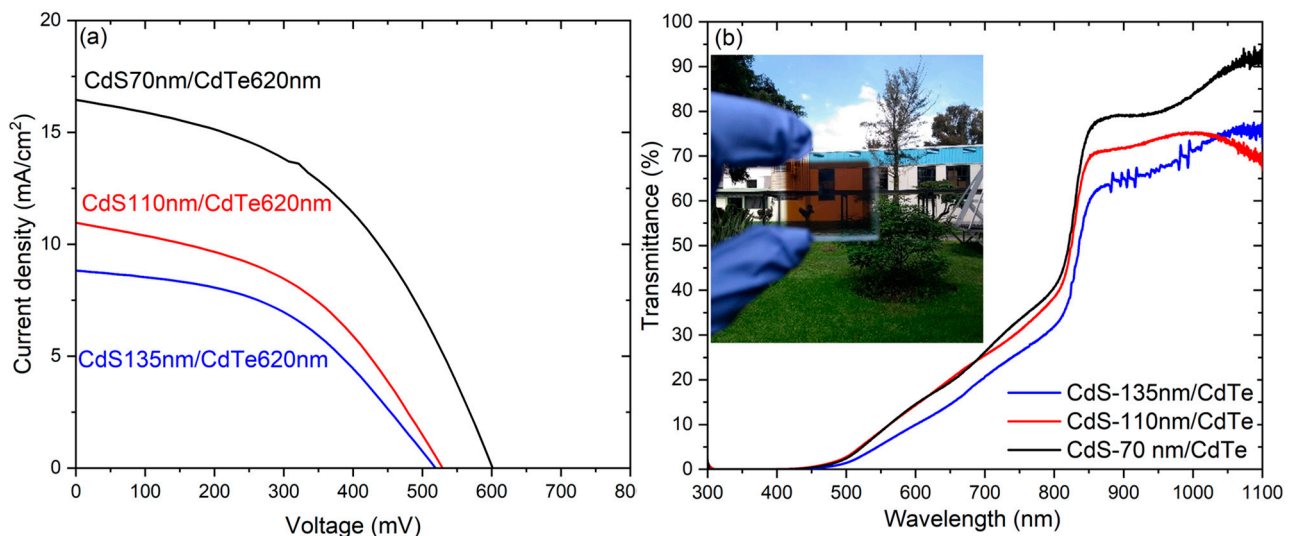 (a)
CdS70nm/CdTe620nm
CdS110nm/CdTe620nm
CdS135nm/CdTe620nm
Current density (mA/cm²)
20
15
10
5
0
0 100 200 300 400 500 600 700 80
Voltage (mV)
(b)
Transmittance (%)
100
90
80
70
60
50
40
30
20
10
0
CdS-135nm/CdTe
CdS-110nm/CdTe
CdS-70 nm/CdTe
300 400 500 600 700 800 900 1000 1100
Wavelength (nm)